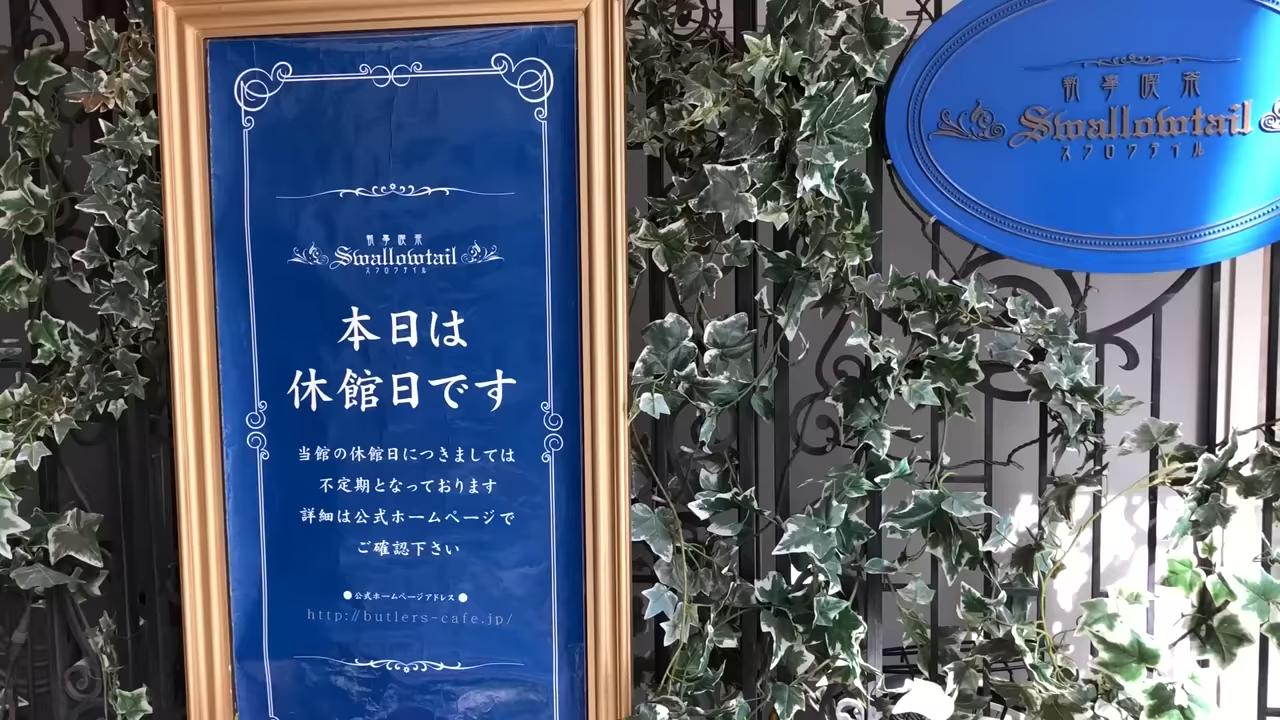 執事喫茶
Swallowtail
スワロウテイル
本日は
休館日です
当館の休館日につきましては
不定期となっております
詳細は公式ホームページで
ご確認下さい
●公式ホームページアドレス●
http://butlers-cafe.jp/
執事喫茶
Swallowtail
スワロウテイル